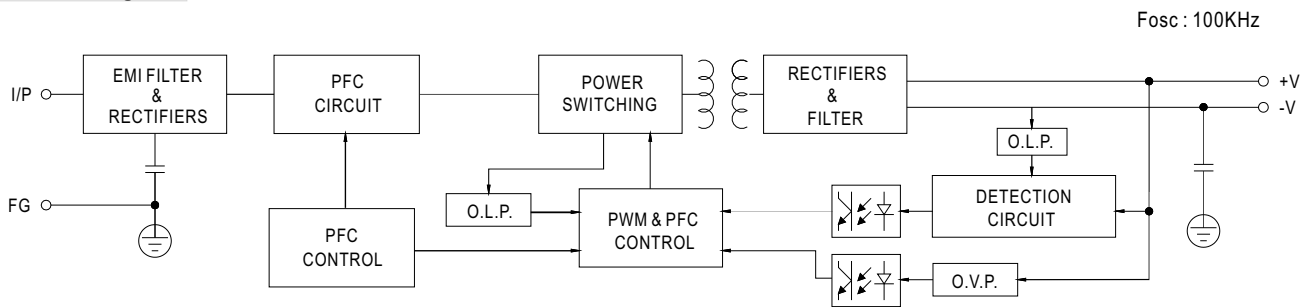 Fosc : 100KHz
I/P
EMI FILTER
&
RECTIFIERS
PFC
CIRCUIT
POWER
SWITCHING
RECTIFIERS
&
FILTER
+V
-V
O.L.P.
FG
O.L.P.
PFC
CONTROL
PWM & PFC
CONTROL
DETECTION
CIRCUIT
O.V.P.